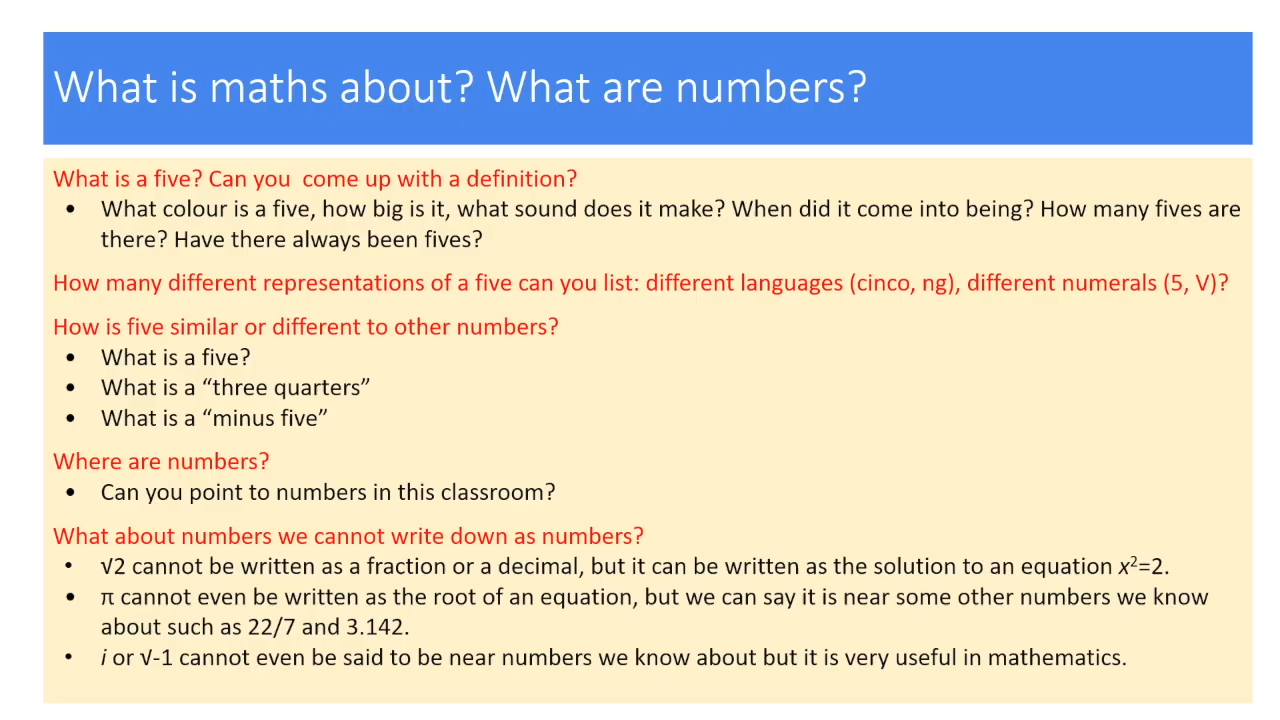 What is maths about? What are numbers?
What is a five? Can you  come up with a definition?
• What colour is a five, how big is it, what sound does it make? When did it come into being? How many fives are
there? Have there always been fives?
How many different representations of a five can you list: different languages (cinco, ng), different numerals (5, V)?
How is five similar or different to other numbers?
• What is a five?
• What is a “three quarters”
• What is a “minus five”
Where are numbers?
• Can you point to numbers in this classroom?
What about numbers we cannot write down as numbers?
• √2 cannot be written as a fraction or a decimal, but it can be written as the solution to an equation x²=2.
• π cannot even be written as the root of an equation, but we can say it is near some other numbers we know
about such as 22/7 and 3.142.
• i or √-1 cannot even be said to be near numbers we know about but it is very useful in mathematics.